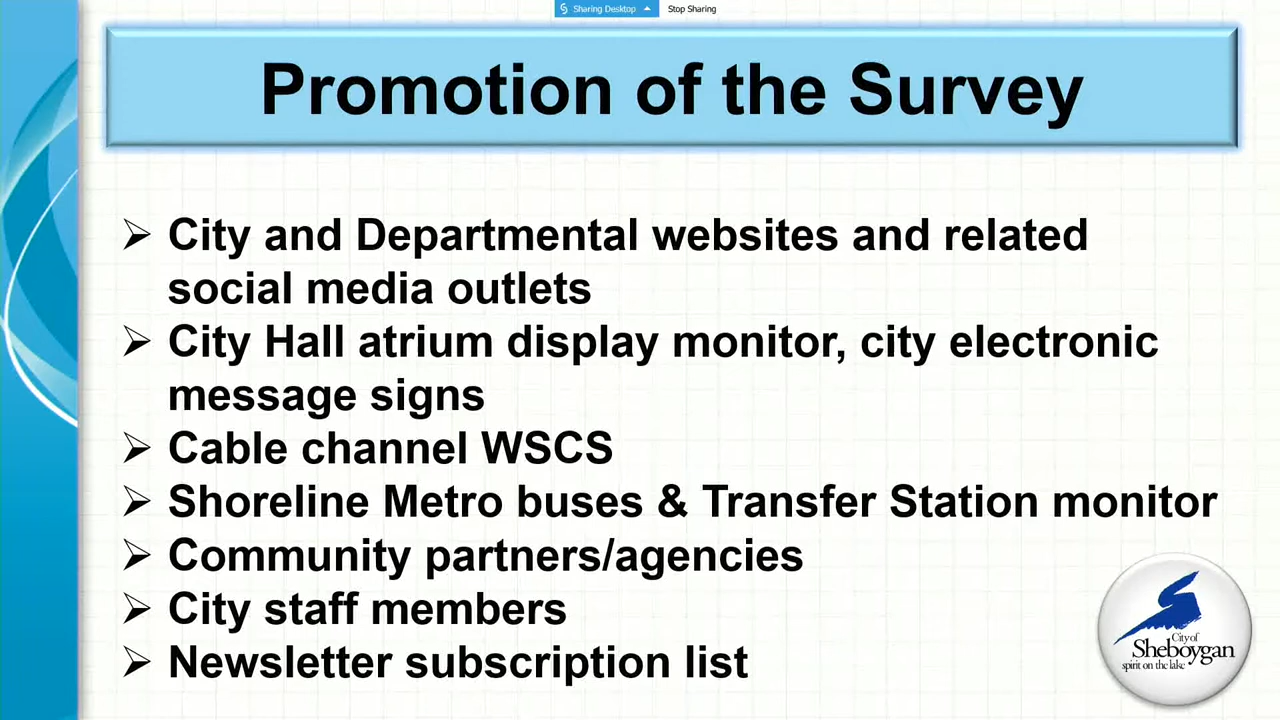 Sharing Desktop Stop Sharing
Promotion of the Survey
➢ City and Departmental websites and related
social media outlets
➢ City Hall atrium display monitor, city electronic
message signs
➢ Cable channel WSCS
➢ Shoreline Metro buses & Transfer Station monitor
➢ Community partners/agencies
➢ City staff members
➢ Newsletter subscription list
City of
Sheboygan
spirit on the lake